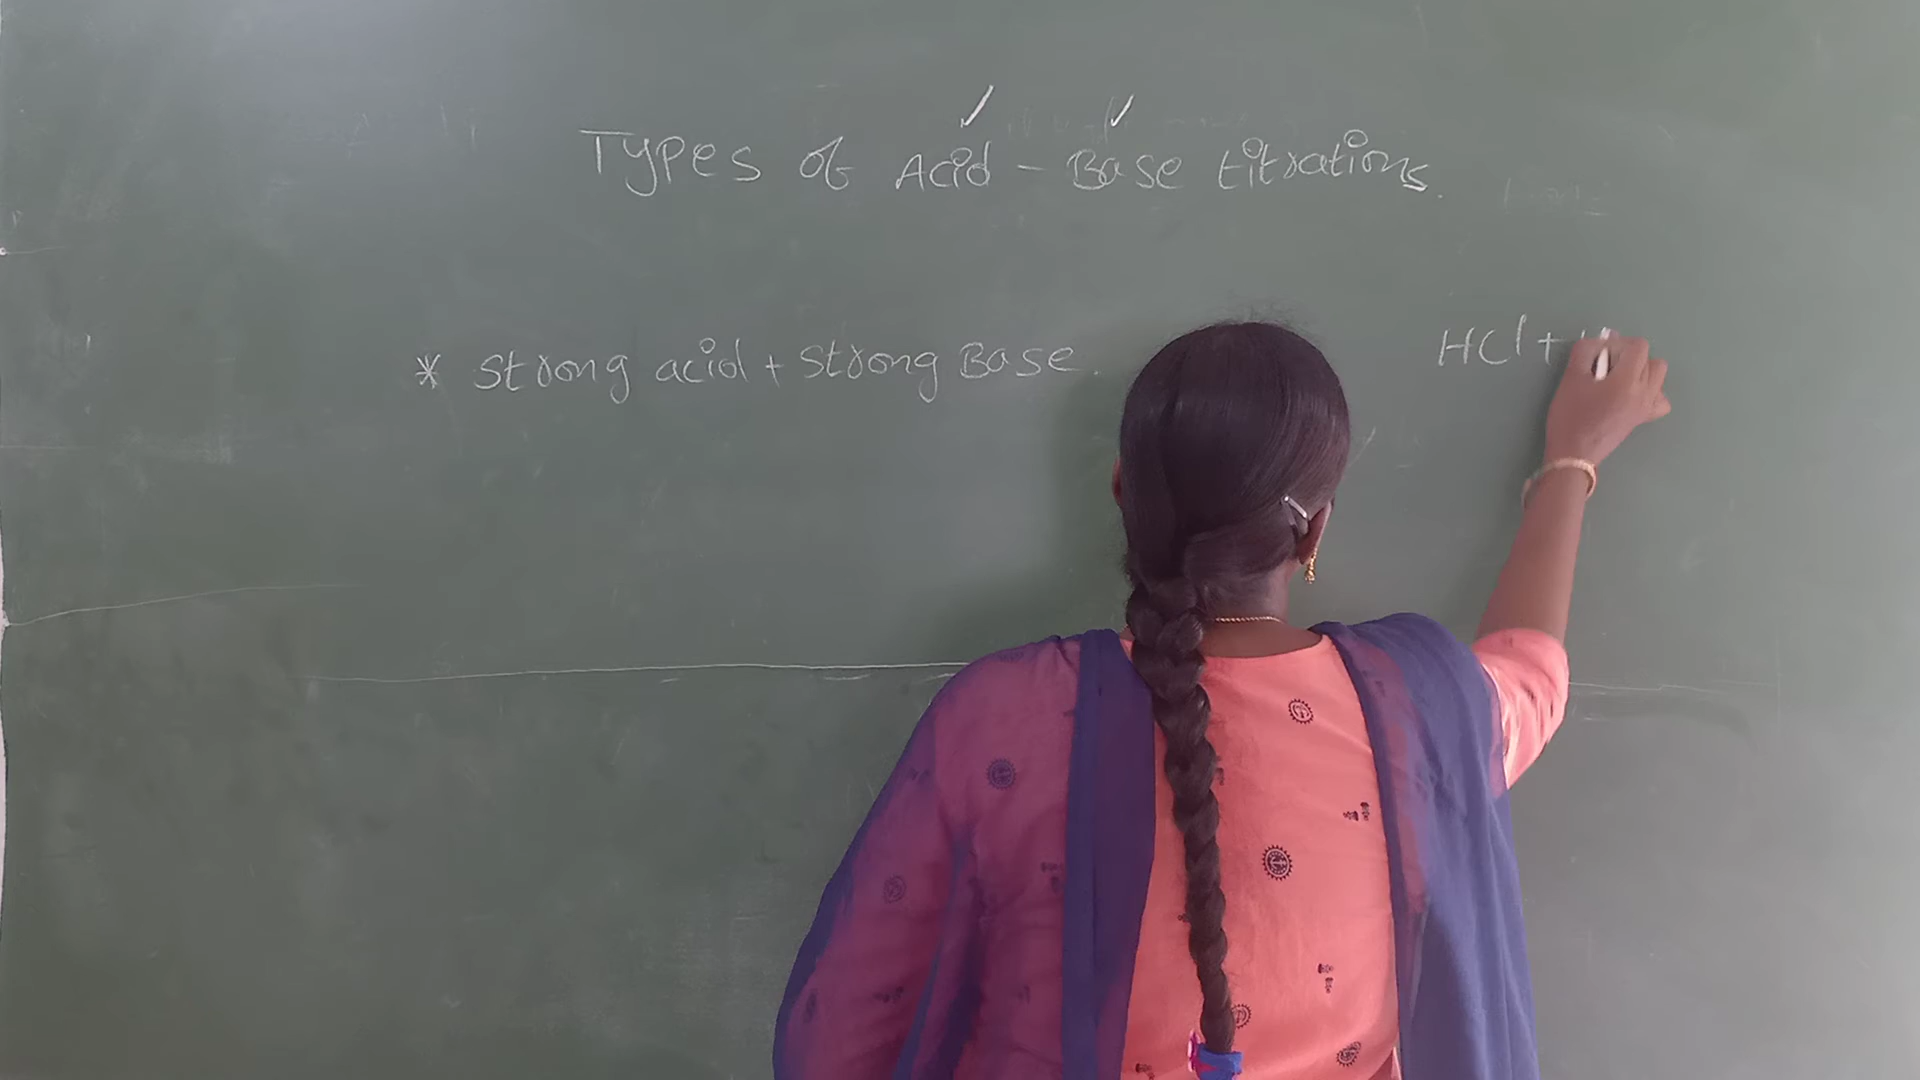 Types of Acid - Base titrations.
* Strong acid + Strong Base. HCl +